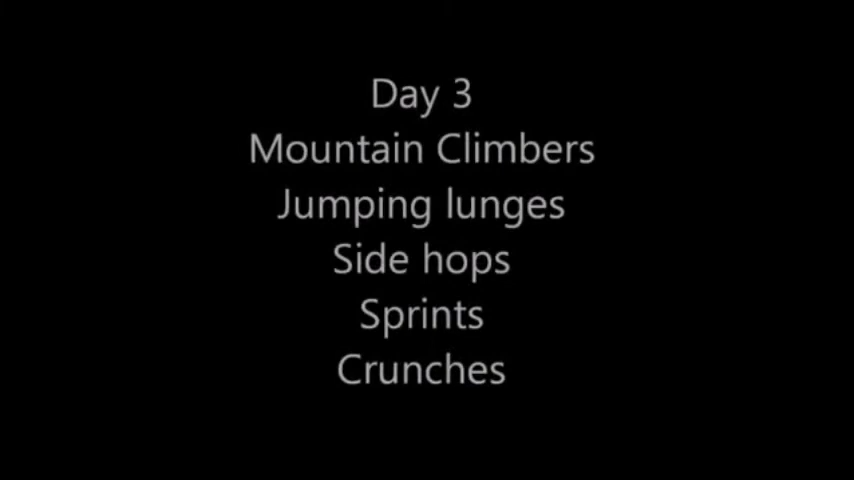 Day 3
Mountain Climbers
Jumping lunges
Side hops
Sprints
Crunches